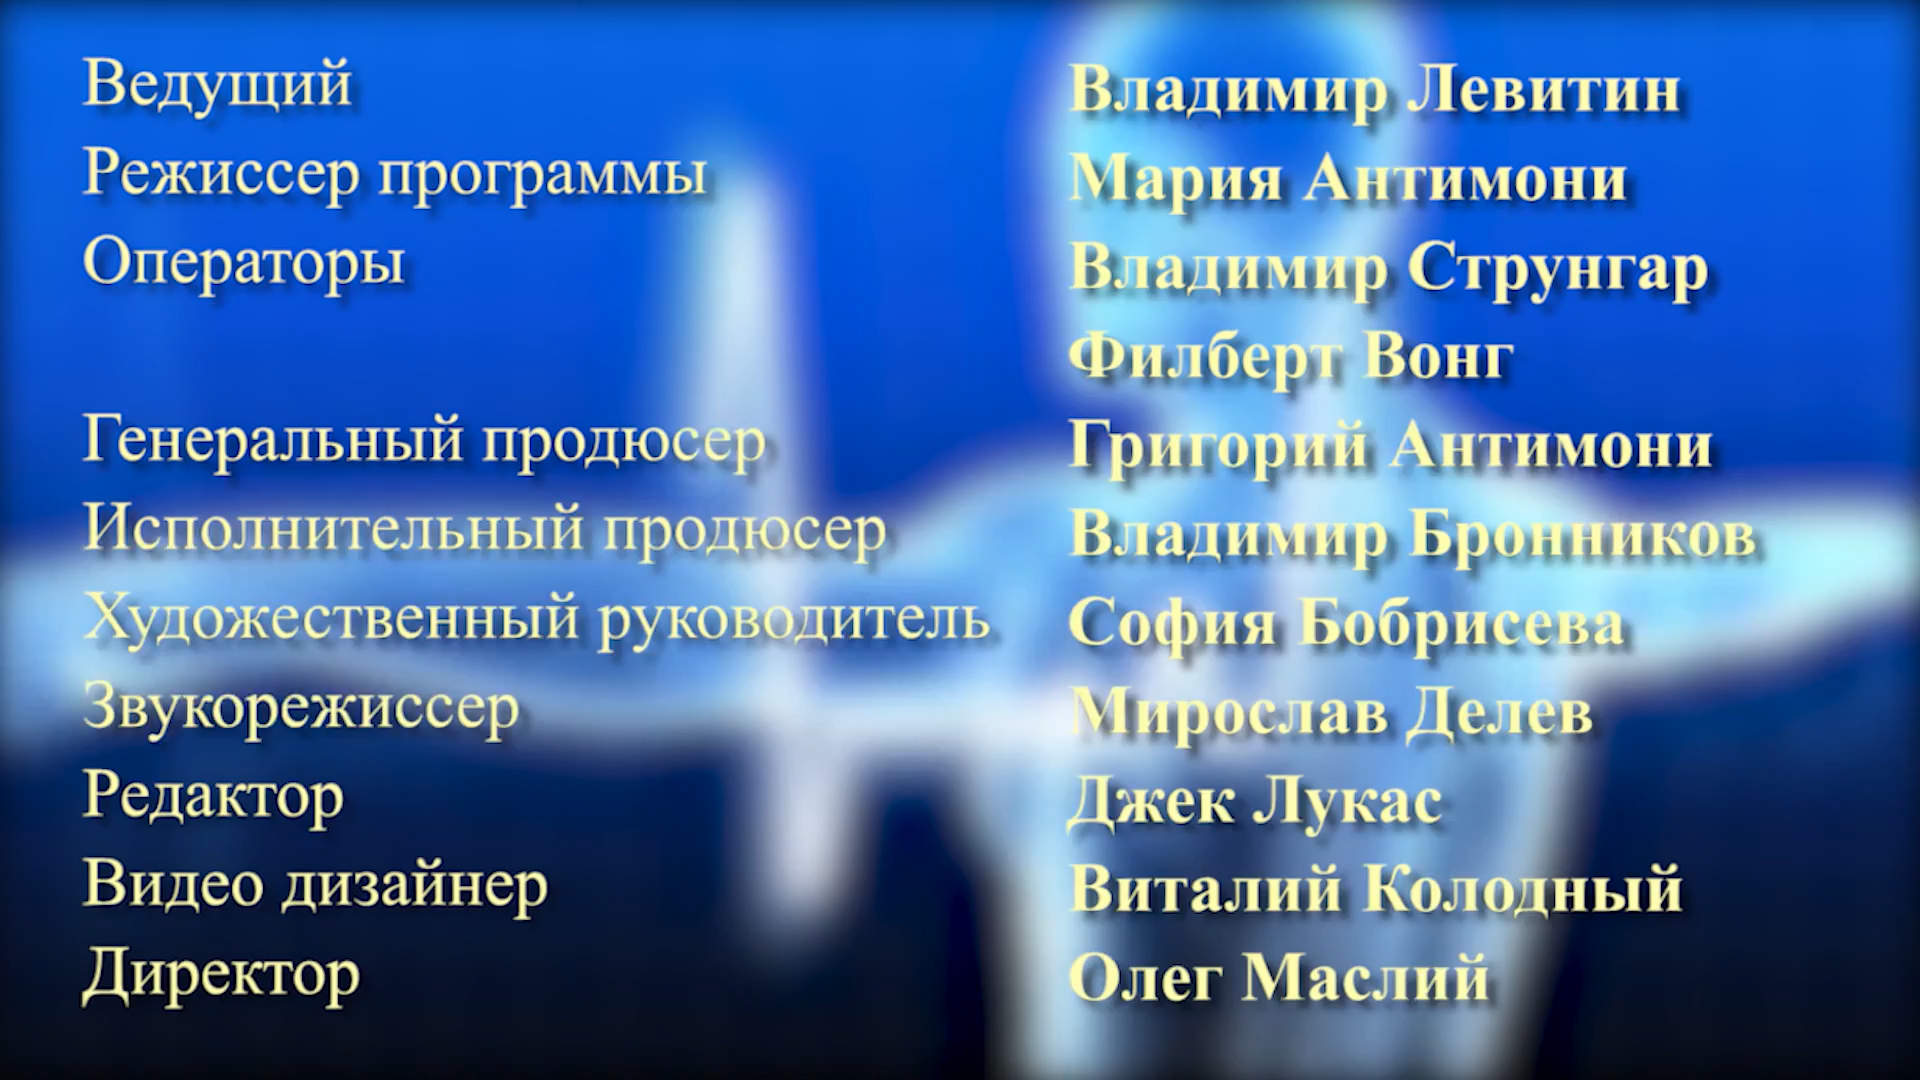 Ведущий Владимир Левитин
Режиссер программы Мария Антимони
Операторы Владимир Струнгар
Филберт Вонг
Генеральный продюсер Григорий Антимони
Исполнительный продюсер Владимир Бронников
Художественный руководитель София Бобрисева
Звукорежиссер Мирослав Делев
Редактор Джек Лукас
Видео дизайнер Виталий Колодный
Директор Олег Маслий